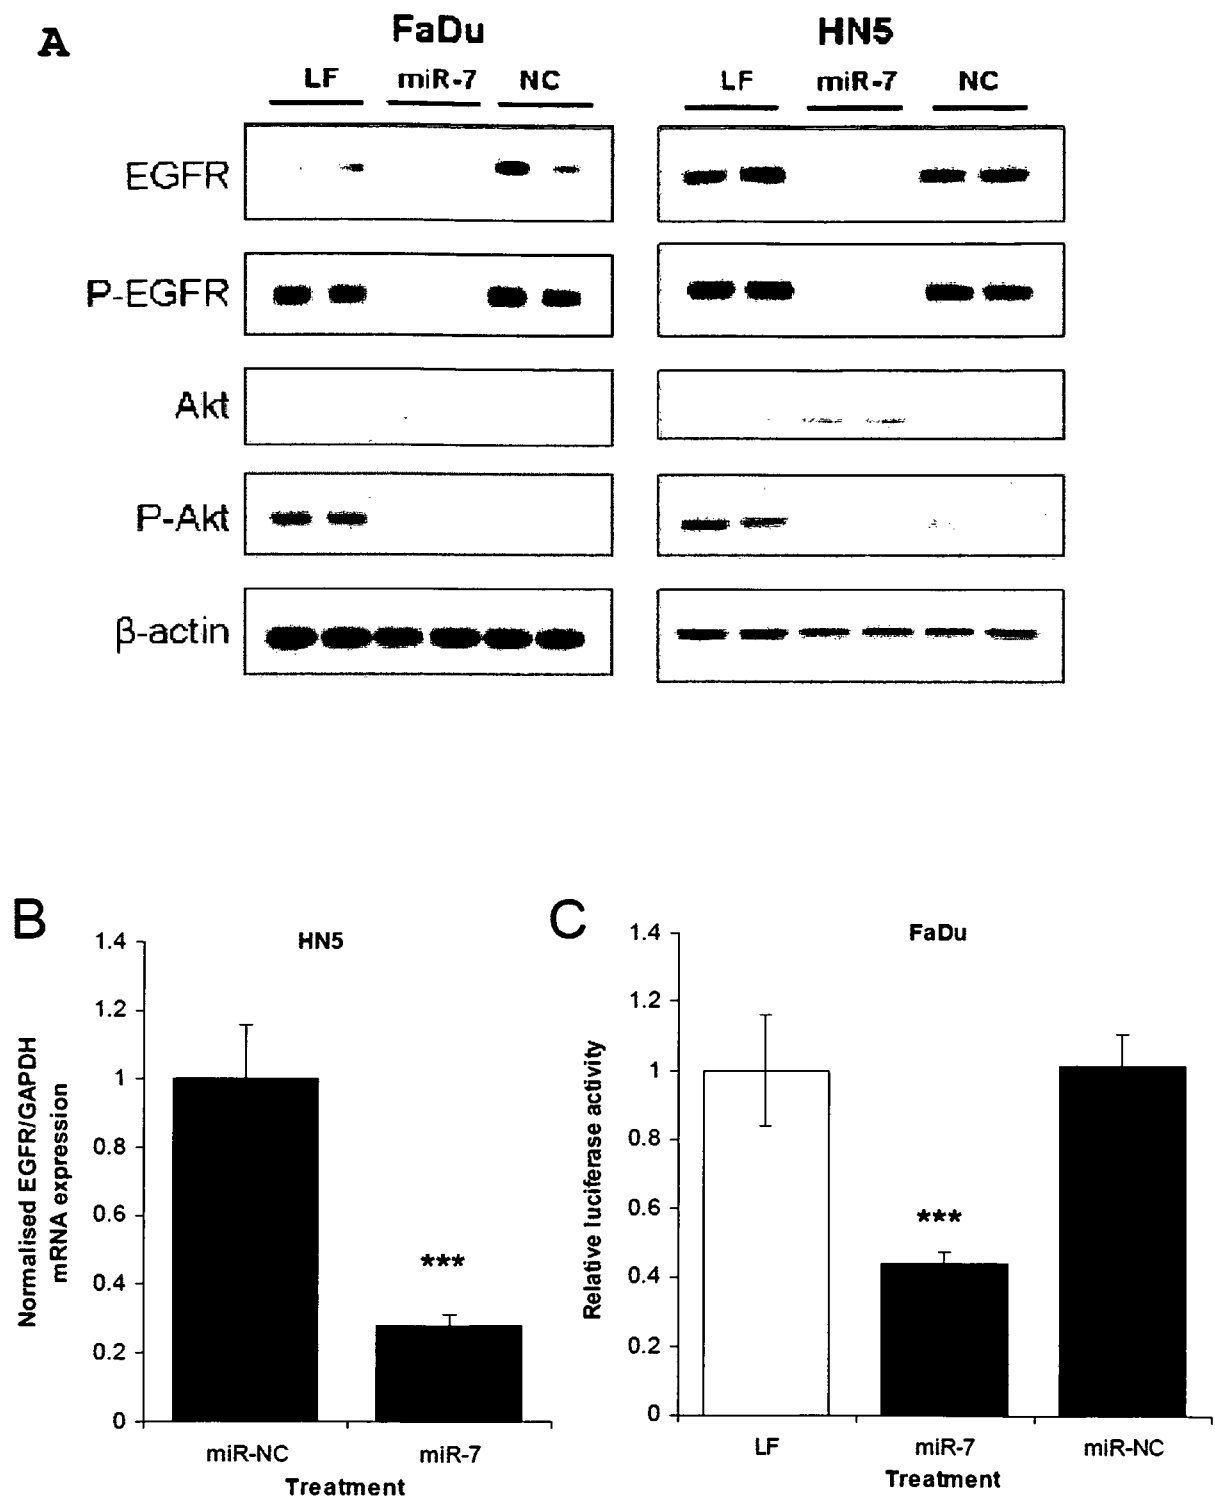 A
FaDu
HN5
LF miR-7 NC
LF miR-7 NC
EGFR
P-EGFR
Akt
P-Akt
β-actin
B
HN5
Normalised EGFR/GAPDH
mRNA expression
1.4
1.2
1
0.8
0.6
0.4
0.2
0
***
miR-NC miR-7
Treatment
C
FaDu
Relative luciferase activity
1.4
1.2
1
0.8
0.6
0.4
0.2
0
***
LF miR-7 miR-NC
Treatment